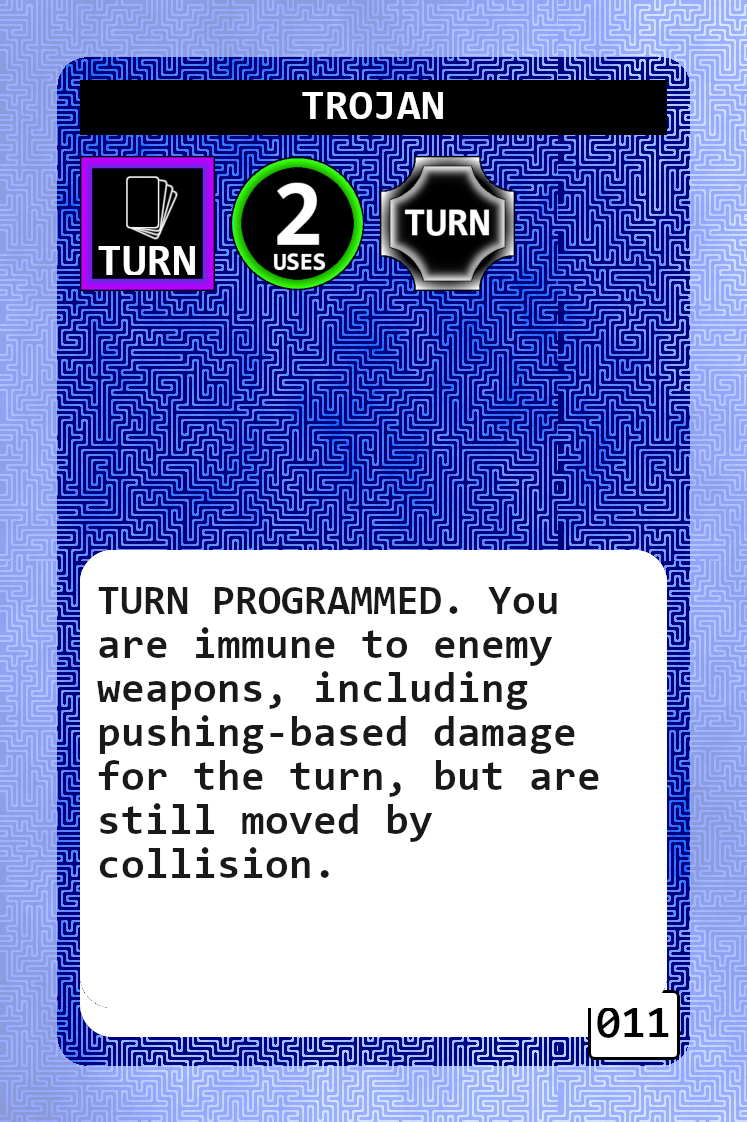 TROJAN
TURN
2
USES
TURN
TURN PROGRAMMED. You
are immune to enemy
weapons, including
pushing-based damage
for the turn, but are
still moved by
collision.
011